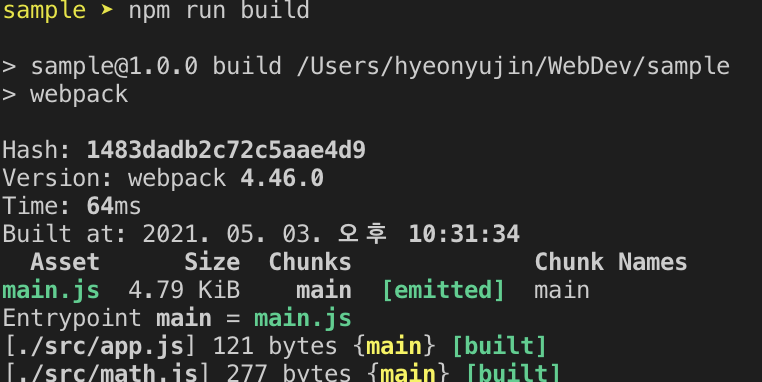 sample ➤ npm run build
> sample@1.0.0 build /Users/hyeonyujin/WebDev/sample
> webpack
Hash: 1483dadb2c72c5aae4d9
Version: webpack 4.46.0
Time: 64ms
Built at: 2021. 05. 03. 오후 10:31:34
Asset Size Chunks Chunk Names
main.js 4.79 KiB main [emitted] main
Entrypoint main = main.js
[./src/app.js] 121 bytes {main} [built]
[./src/math.js] 277 bytes {main} [built]